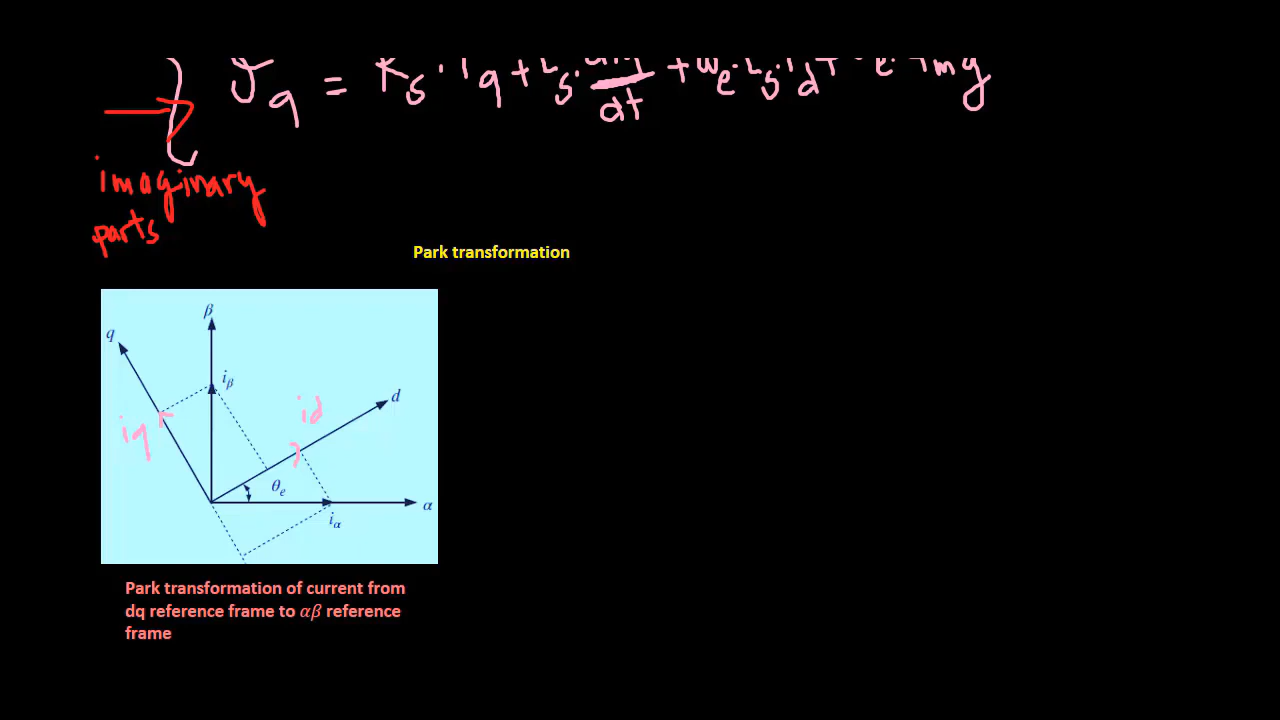 imaginary
parts
Park transformation
β
q
iβ
d
id
iq
θe
α
iα
Park transformation of current from
dq reference frame to αβ reference
frame